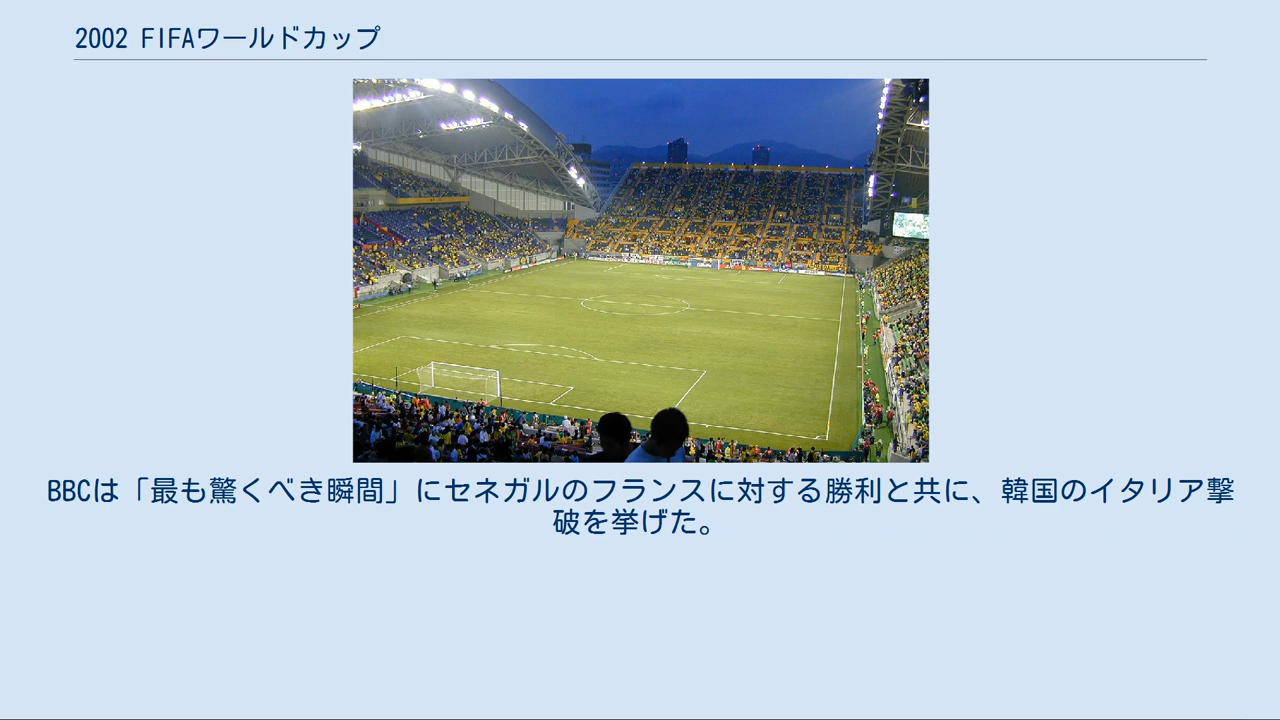 2002 FIFAワールドカップ
BBCは「最も驚くべき瞬間」にセネガルのフランスに対する勝利と共に、韓国のイタリア撃
破を挙げた。